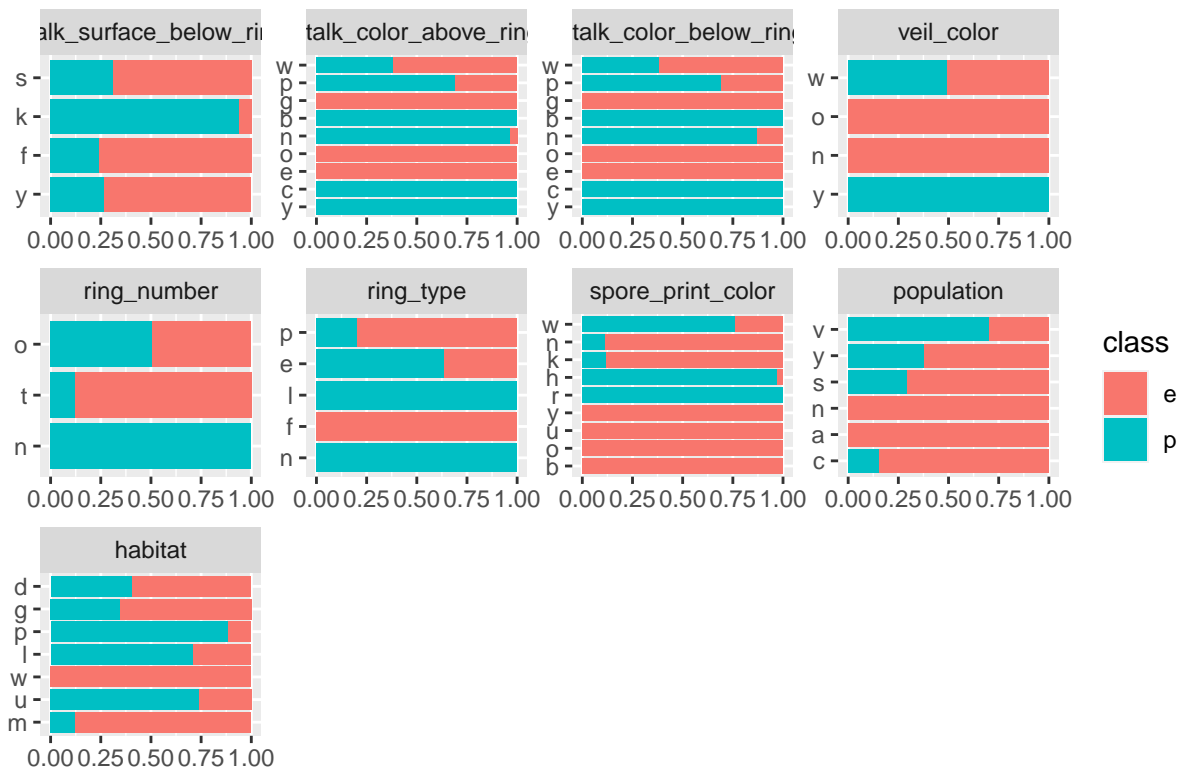 alk_surface_below_rin
talk_color_above_ring
talk_color_below_ring
veil_color
s
k
f
y
0.00 0.25 0.50 0.75 1.00
w
p
g
b
n
o
e
c
y
0.00 0.25 0.50 0.75 1.00
w
p
g
b
n
o
e
c
y
0.00 0.25 0.50 0.75 1.00
w
o
n
y
0.00 0.25 0.50 0.75 1.00
ring_number
ring_type
spore_print_color
population
o
t
n
0.00 0.25 0.50 0.75 1.00
p
e
l
f
n
0.00 0.25 0.50 0.75 1.00
w
n
k
h
r
y
u
o
b
0.00 0.25 0.50 0.75 1.00
v
y
s
n
a
c
0.00 0.25 0.50 0.75 1.00
class
e
p
habitat
d
g
p
l
w
u
m
0.00 0.25 0.50 0.75 1.00